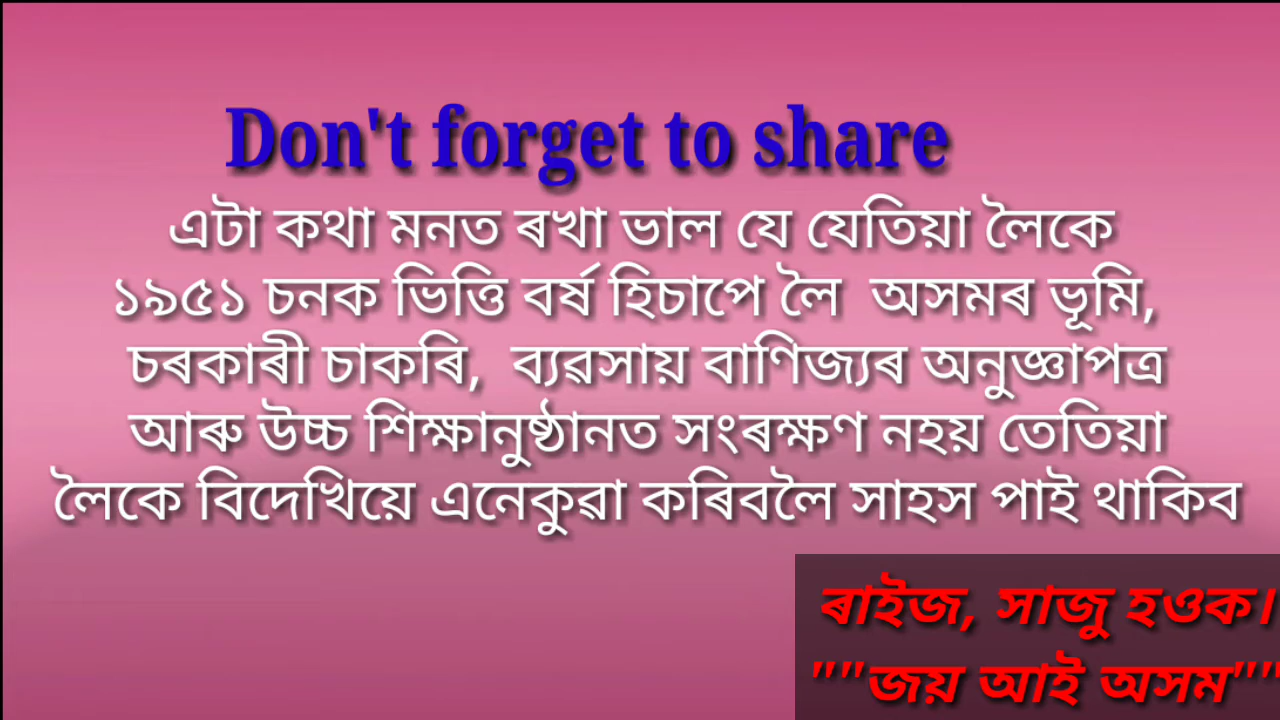 Don't forget to share
এটা কথা মনত ৰখা ভাল যে যেতিয়া লৈকে
১৯৫১ চনক ভিত্তি বৰ্ষ হিচাপে লৈ  অসমৰ ভূমি,
চৰকাৰী চাকৰি,  ব্যৱসায় বাণিজ্যৰ অনুজ্ঞাপত্ৰ
আৰু উচ্চ শিক্ষানুষ্ঠানত সংৰক্ষণ নহয় তেতিয়া
লৈকে বিদেখিয়ে এনেকুৱা কৰিবলৈ সাহস পাই থাকিব
ৰাইজ, সাজু হওক।
""জয় আই অসম""